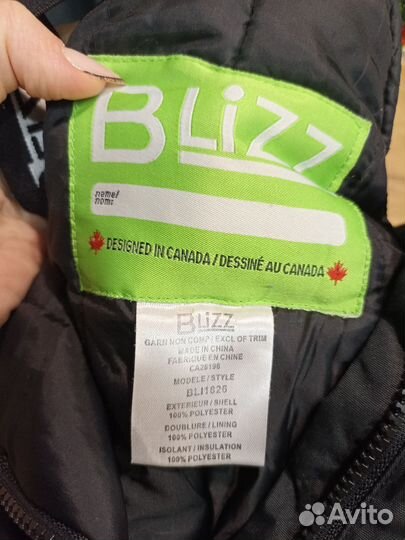 BLiZZ
name/
nom:
DESIGNED IN CANADA / DESSINÉ AU CANADA
BLiZZ
GARN NON COMP / EXCL OF TRIM
MADE IN CHINA
FABRIQUE EN CHINE
CA28196
MODELE / STYLE
BLI1826
EXTERIEUR / SHELL
100% POLYESTER
DOUBLURE / LINING
100% POLYESTER
ISOLANT / INSULATION
100% POLYESTER
Avito